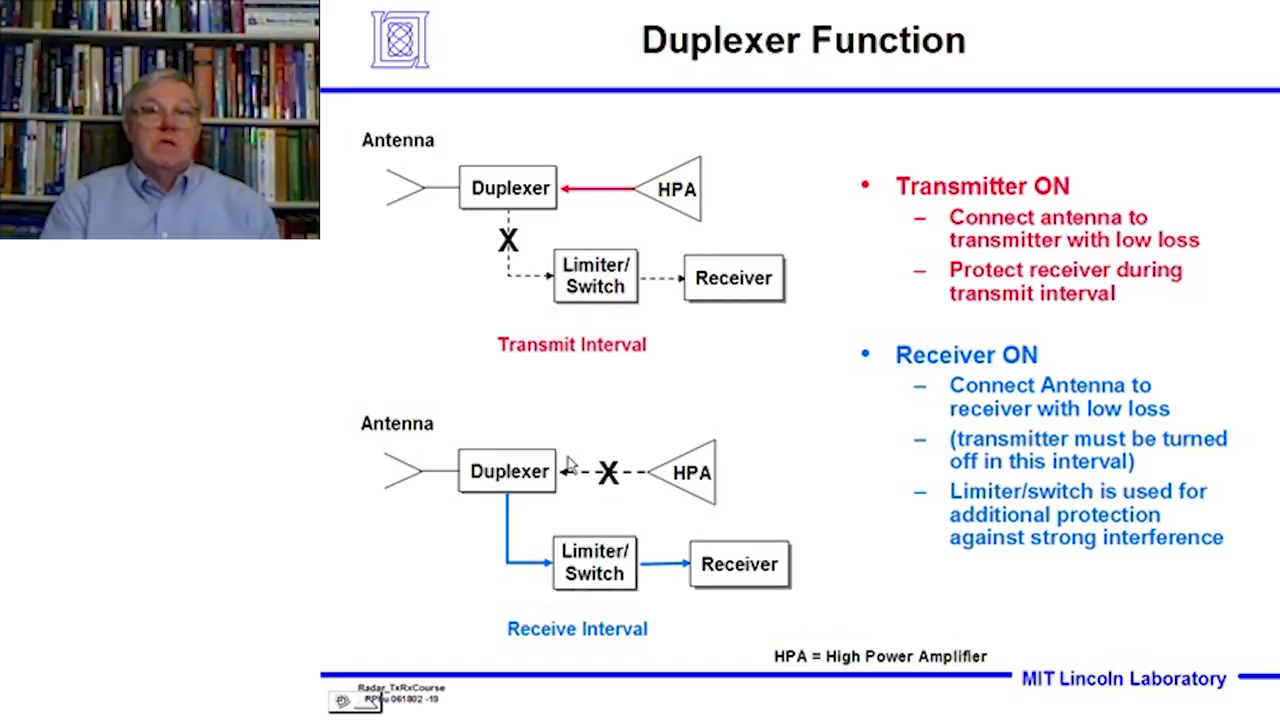 Duplexer Function
Antenna
Duplexer
HPA
X
Limiter/
Switch
Receiver
Transmit Interval
Antenna
Duplexer
X
HPA
Limiter/
Switch
Receiver
Receive Interval
• Transmitter ON
– Connect antenna to
transmitter with low loss
– Protect receiver during
transmit interval
• Receiver ON
– Connect Antenna to
receiver with low loss
– (transmitter must be turned
off in this interval)
– Limiter/switch is used for
additional protection
against strong interference
HPA = High Power Amplifier
MIT Lincoln Laboratory
Radar_TxRxCourse
061802 -19